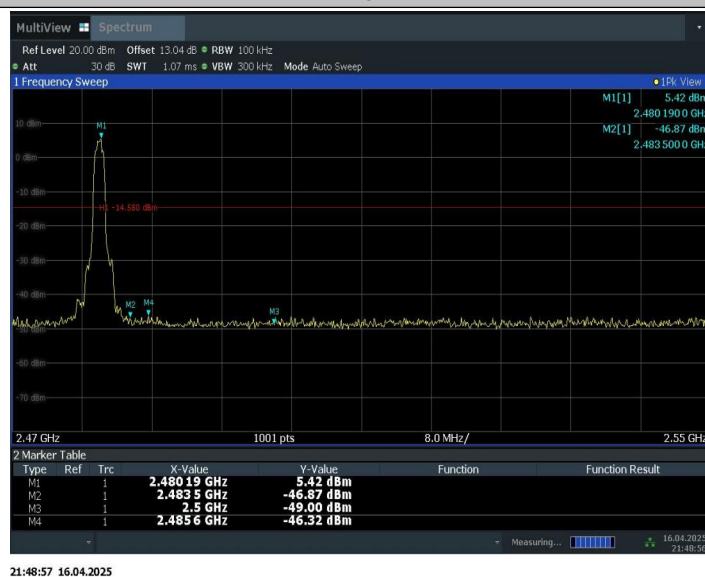 MultiView Spectrum
Ref Level 20.00 dBm Offset 13.04 dB RBW 100 kHz
Att 30 dB SWT 1.07 ms VBW 300 kHz Mode Auto Sweep
1 Frequency Sweep 1Pk View
M1[1] 5.42 dBm
2.480 190 0 GHz
M2[1] -46.87 dBm
2.483 500 0 GHz
10 dBm
M1
0 dBm
-10 dBm
H1 -14.580 dBm
-20 dBm
-30 dBm
-40 dBm
M2 M4 M3
-50 dBm
-60 dBm
-70 dBm
2.47 GHz 1001 pts 8.0 MHz/ 2.55 GHz
2 Marker Table
Type Ref Trc X-Value Y-Value Function Function Result
M1 1 2.480 19 GHz 5.42 dBm
M2 1 2.483 5 GHz -46.87 dBm
M3 1 2.5 GHz -49.00 dBm
M4 1 2.485 6 GHz -46.32 dBm
Measuring... 16.04.2025
21:48:56
21:48:57 16.04.2025